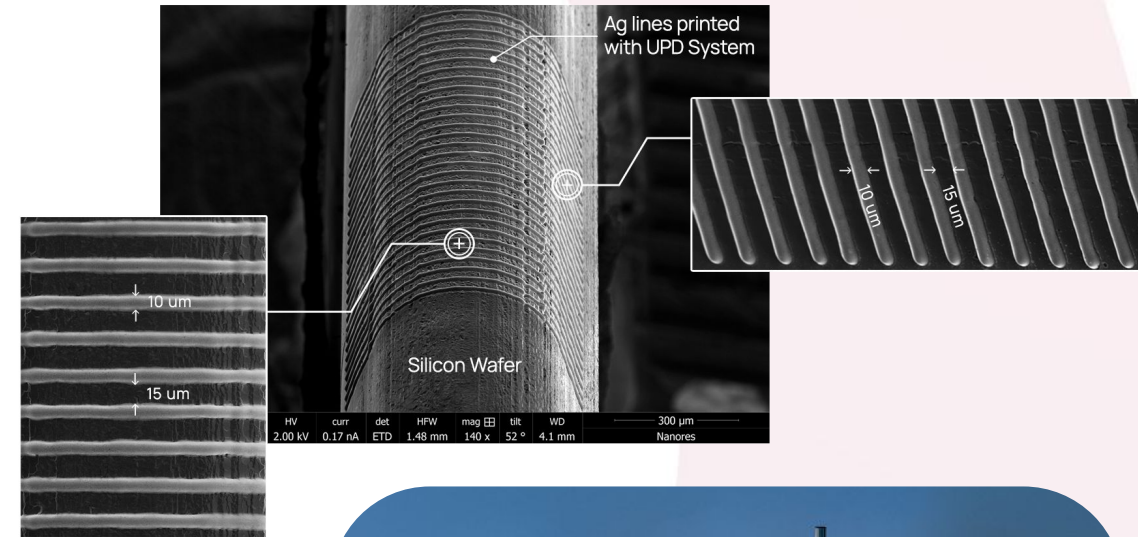 Ag lines printed
with UPD System
10 um
15 um
10 um
15 um
Silicon Wafer
HV curr det HFW mag tilt WD 300 µm
2.00 kV 0.17 nA ETD 1.48 mm 140 x 52 ° 4.1 mm Nanores